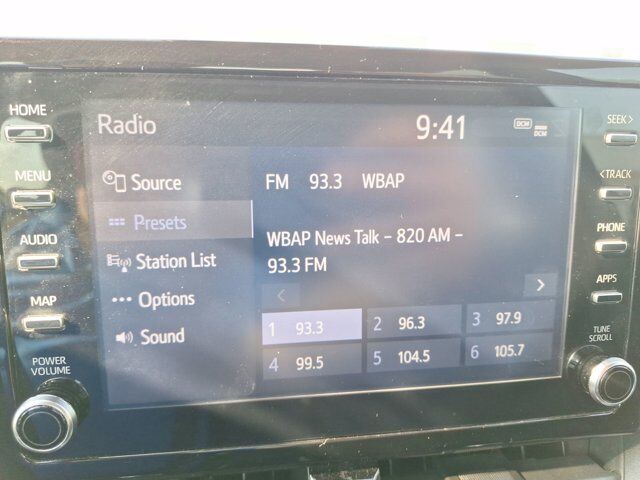 HOME
MENU
AUDIO
MAP
POWER
VOLUME
Radio
9:41
DCM
DCM
Source
Presets
Station List
Options
Sound
FM 93.3 WBAP
WBAP News Talk - 820 AM -
93.3 FM
< >
1 93.3 2 96.3 3 97.9
4 99.5 5 104.5 6 105.7
SEEK >
< TRACK
PHONE
APPS
TUNE
SCROLL